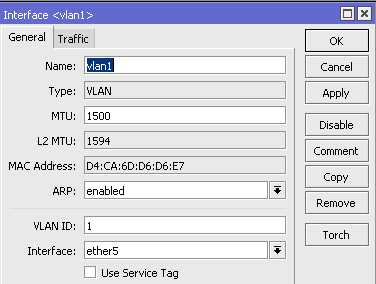 Interface <vlan1>
General Traffic
Name: vlan1
Type: VLAN
MTU: 1500
L2 MTU: 1594
MAC Address: D4:CA:6D:D6:D6:E7
ARP: enabled
VLAN ID: 1
Interface: ether5
Use Service Tag
OK
Cancel
Apply
Disable
Comment
Copy
Remove
Torch